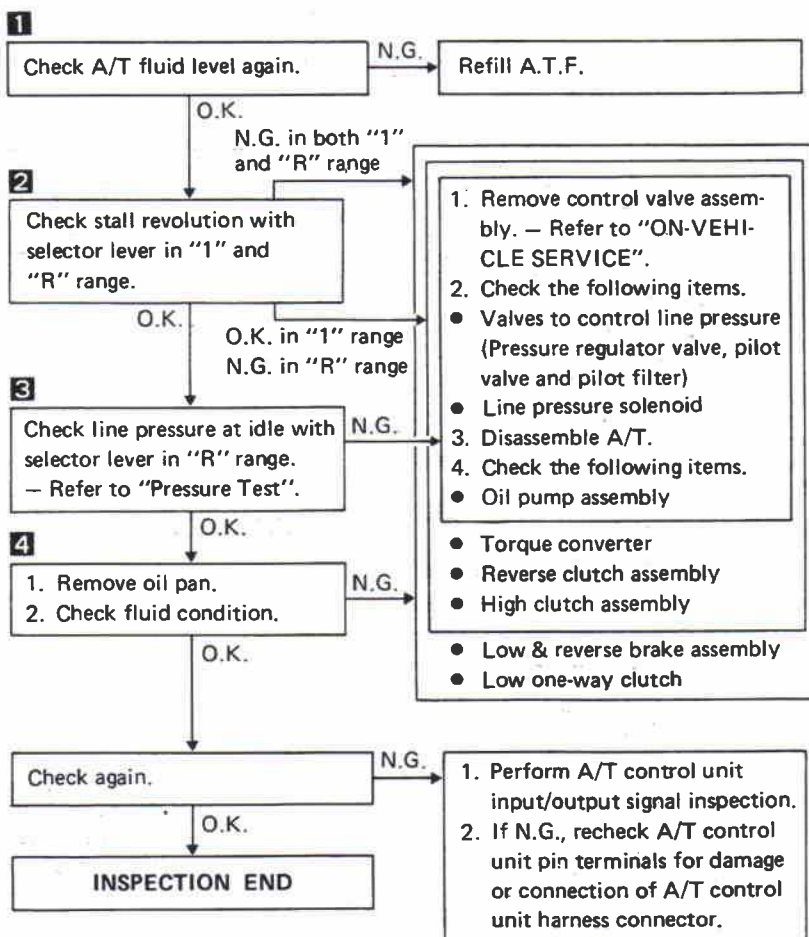 1
Check A/T fluid level again.
N.G.
Refill A.T.F.
O.K.
N.G. in both "1"
and "R" range
2
Check stall revolution with
selector lever in "1" and
"R" range.
O.K.
O.K. in "1" range
N.G. in "R" range
3
Check line pressure at idle with
selector lever in "R" range.
— Refer to "Pressure Test".
N.G.
O.K.
4
1. Remove oil pan.
2. Check fluid condition.
N.G.
O.K.
1. Remove control valve assem-
bly. — Refer to "ON-VEHI-
CLE SERVICE".
2. Check the following items.
● Valves to control line pressure
(Pressure regulator valve, pilot
valve and pilot filter)
● Line pressure solenoid
3. Disassemble A/T.
4. Check the following items.
● Oil pump assembly
● Torque converter
● Reverse clutch assembly
● High clutch assembly
● Low & reverse brake assembly
● Low one-way clutch
Check again.
N.G.
O.K.
INSPECTION END
1. Perform A/T control unit
input/output signal inspection.
2. If N.G., recheck A/T control
unit pin terminals for damage
or connection of A/T control
unit harness connector.